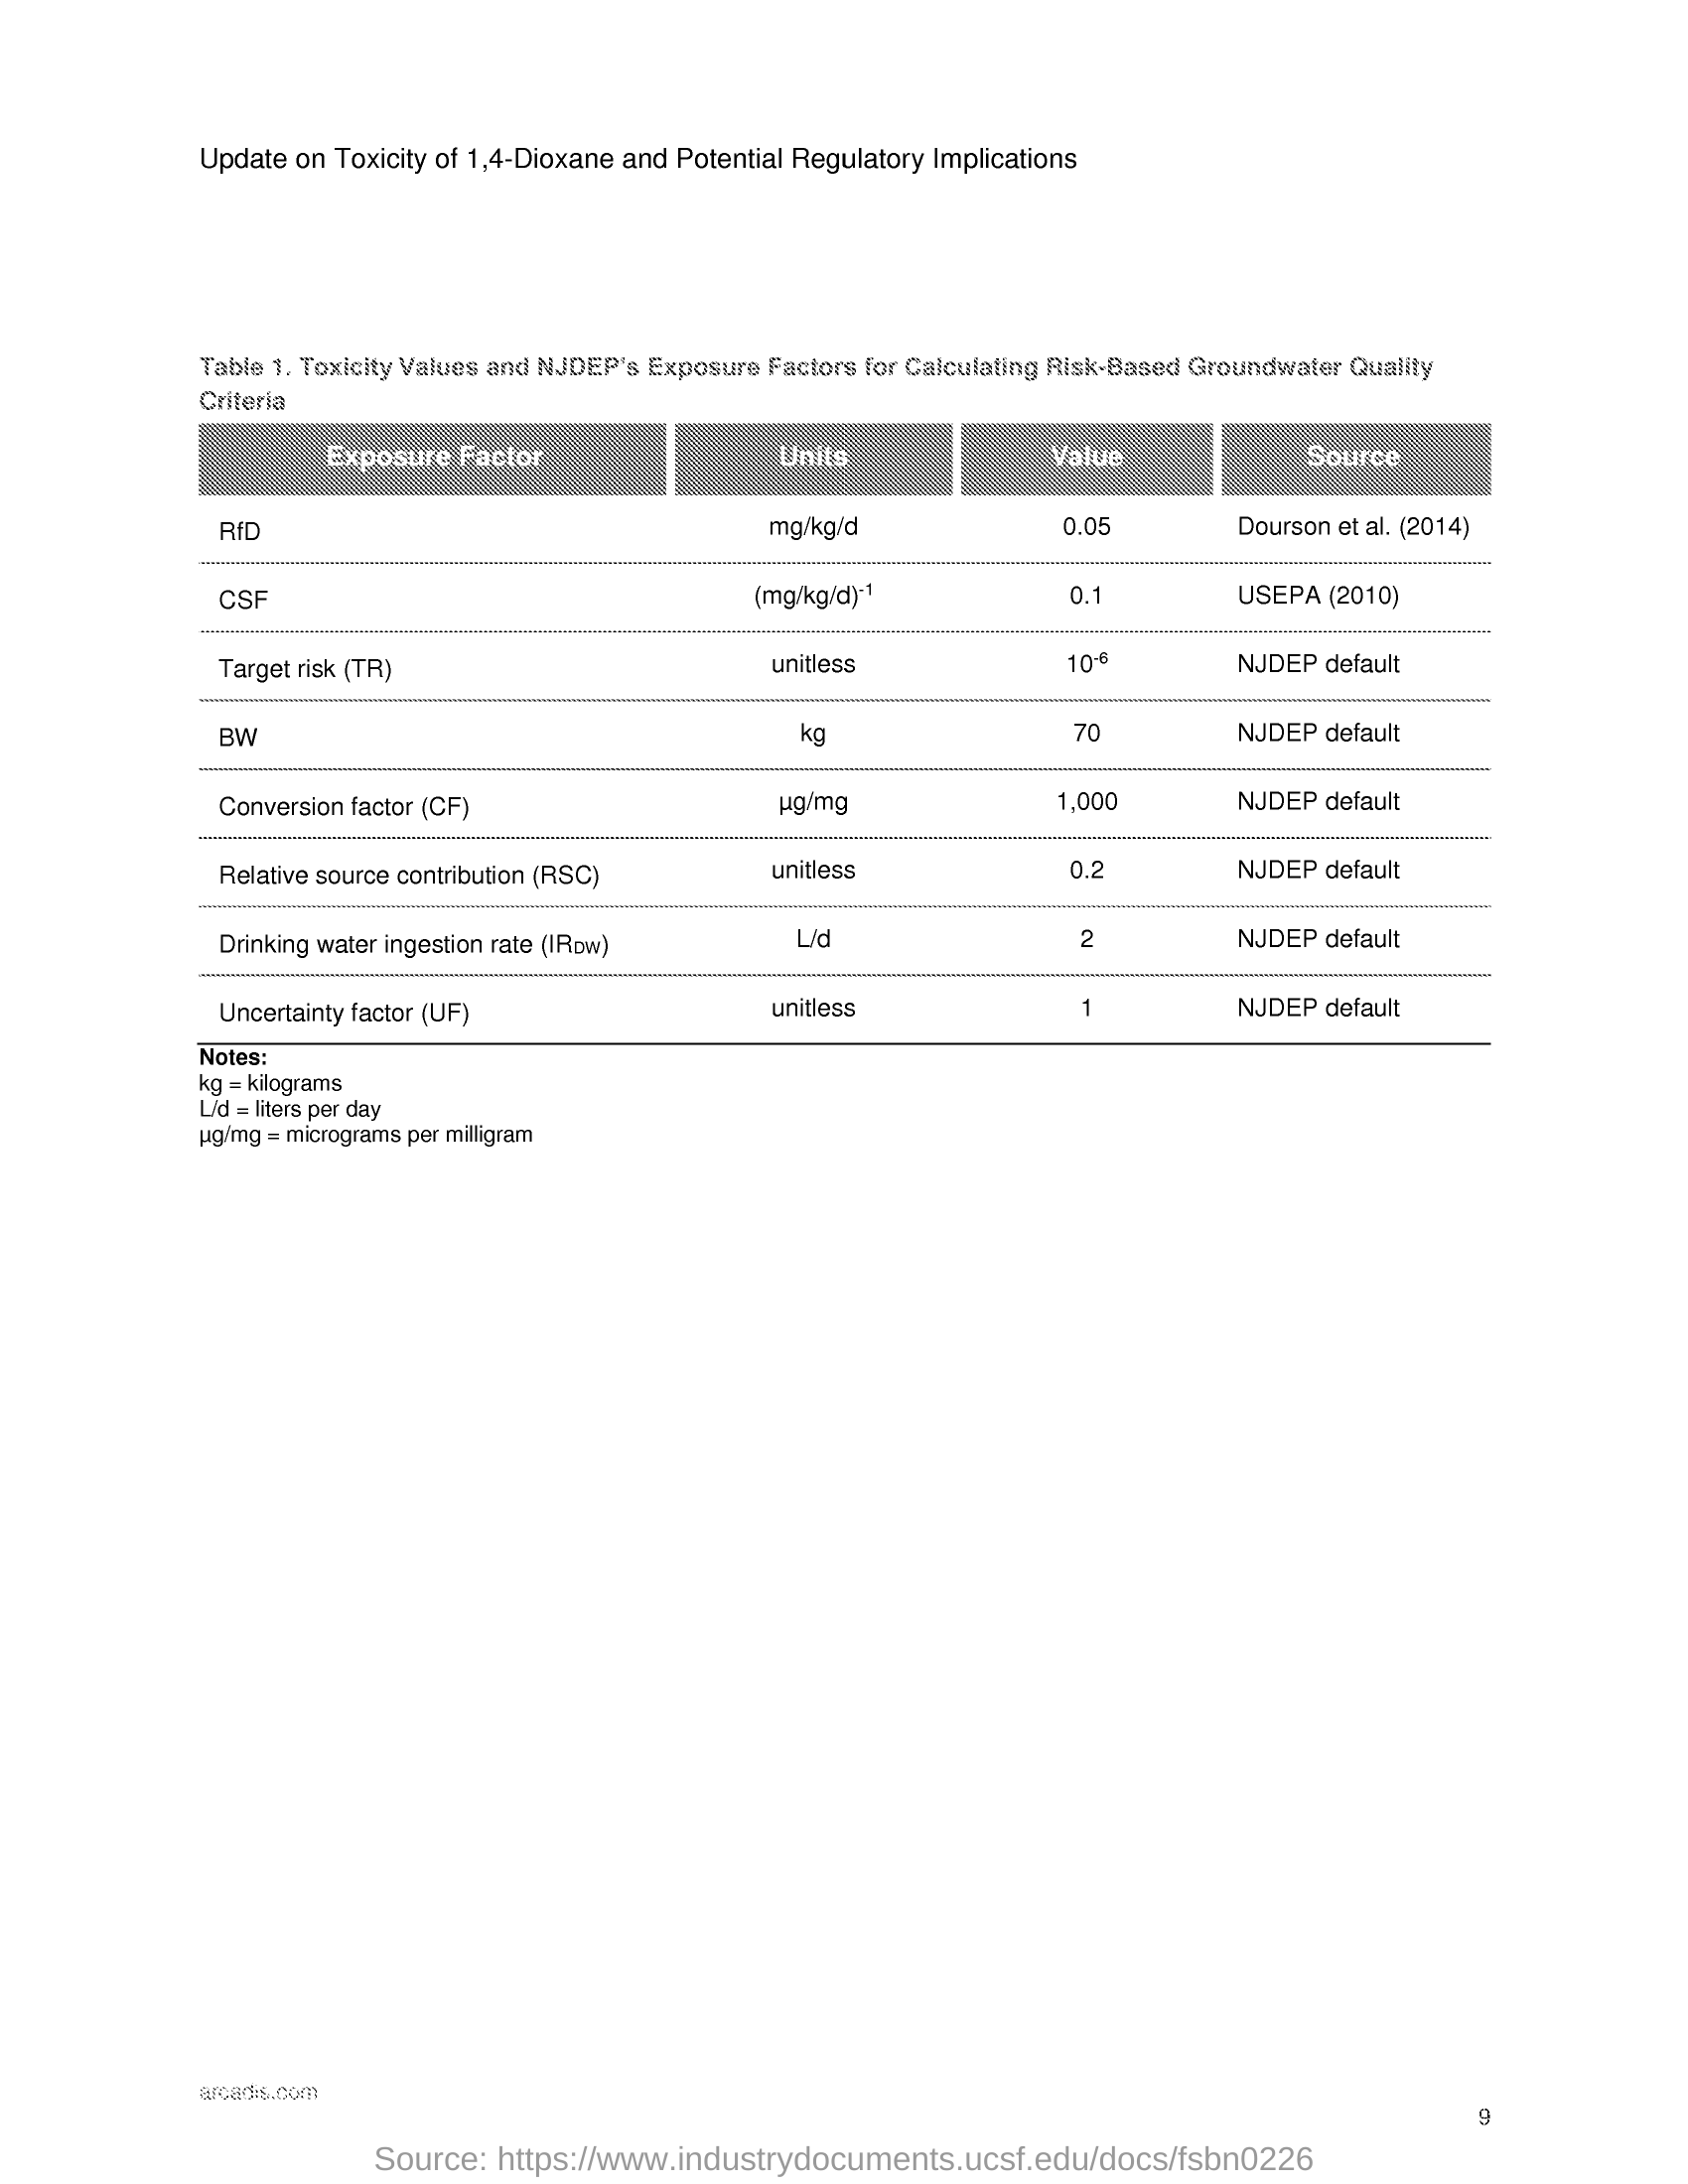 Update on Toxicity of 1,4-Dioxane and Potential Regulatory Implications
Table 1. Toxicity Values and NJDEP's Exposure Factors for Calculating Risk-Based Groundwater Quality
Criteria
Exposure Factor Units Value Source
RfD mg/kg/d 0.05 Dourson et al. (2014)
CSF (mg/kg/d)-1 0.1 USEPA (2010)
Target risk (TR) unitless 10-6 NJDEP default
BW kg 70 NJDEP default
Conversion factor (CF) µg/mg 1,000 NJDEP default
Relative source contribution (RSC) unitless 0.2 NJDEP default
Drinking water ingestion rate (IRDW) L/d 2 NJDEP default
Uncertainty factor (UF) unitless 1 NJDEP default
Notes:
kg = kilograms
L/d = liters per day
µg/mg = micrograms per milligram
arcadis.com
9
Source: https://www.industrydocuments.ucsf.edu/docs/fsbn0226